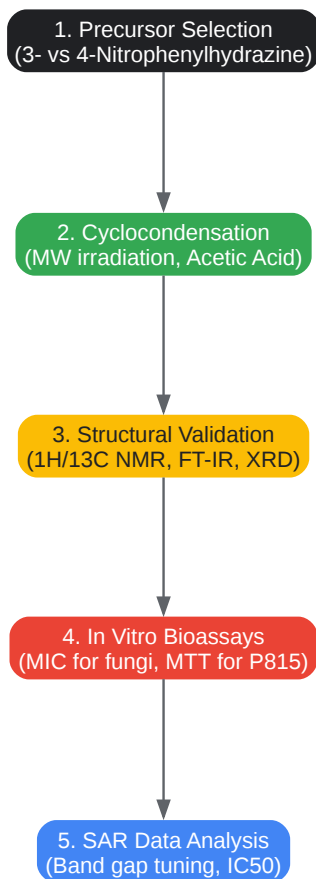 1. Precursor Selection
(3- vs 4-Nitrophenylhydrazine)
2. Cyclocondensation
(MW irradiation, Acetic Acid)
3. Structural Validation
(1H/13C NMR, FT-IR, XRD)
4. In Vitro Bioassays
(MIC for fungi, MTT for P815)
5. SAR Data Analysis
(Band gap tuning, IC50)